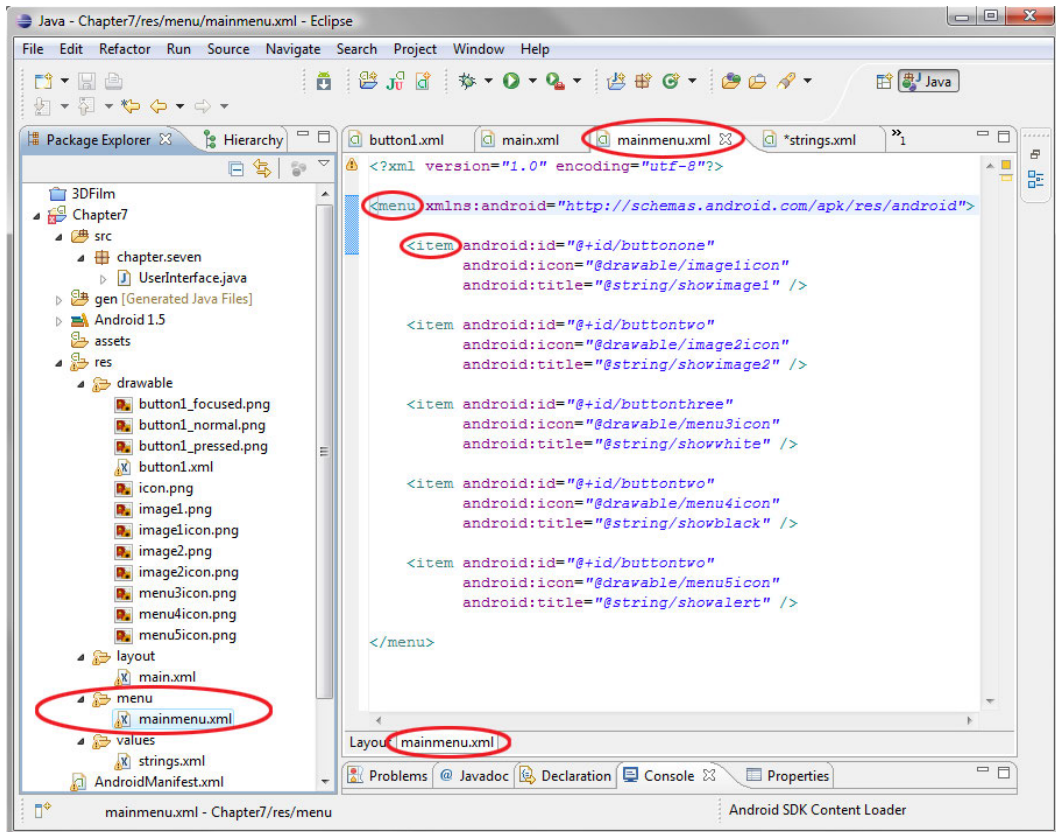 Java - Chapter7/res/menu/mainmenu.xml - Eclipse
File Edit Refactor Run Source Navigate Search Project Window Help
Java
Package Explorer
Hierarchy
3DFilm
Chapter7
src
chapter.seven
UserInterface.java
gen [Generated Java Files]
Android 1.5
assets
res
drawable
button1_focused.png
button1_normal.png
button1_pressed.png
button1.xml
icon.png
image1.png
image1icon.png
image2.png
image2icon.png
menu3icon.png
menu4icon.png
menu5icon.png
layout
main.xml
menu
mainmenu.xml
values
strings.xml
AndroidManifest.xml
button1.xml main.xml mainmenu.xml *strings.xml »1
<?xml version="1.0" encoding="utf-8"?>
<menu xmlns:android="http://schemas.android.com/apk/res/android">
<item android:id="@+id/buttonone"
android:icon="@drawable/image1icon"
android:title="@string/showimage1" />
<item android:id="@+id/buttontwo"
android:icon="@drawable/image2icon"
android:title="@string/showimage2" />
<item android:id="@+id/buttonthree"
android:icon="@drawable/menu3icon"
android:title="@string/showwhite" />
<item android:id="@+id/buttontwo"
android:icon="@drawable/menu4icon"
android:title="@string/showblack" />
<item android:id="@+id/buttontwo"
android:icon="@drawable/menu5icon"
android:title="@string/showalert" />
</menu>
Layout mainmenu.xml
Problems @ Javadoc Declaration Console Properties
mainmenu.xml - Chapter7/res/menu
Android SDK Content Loader